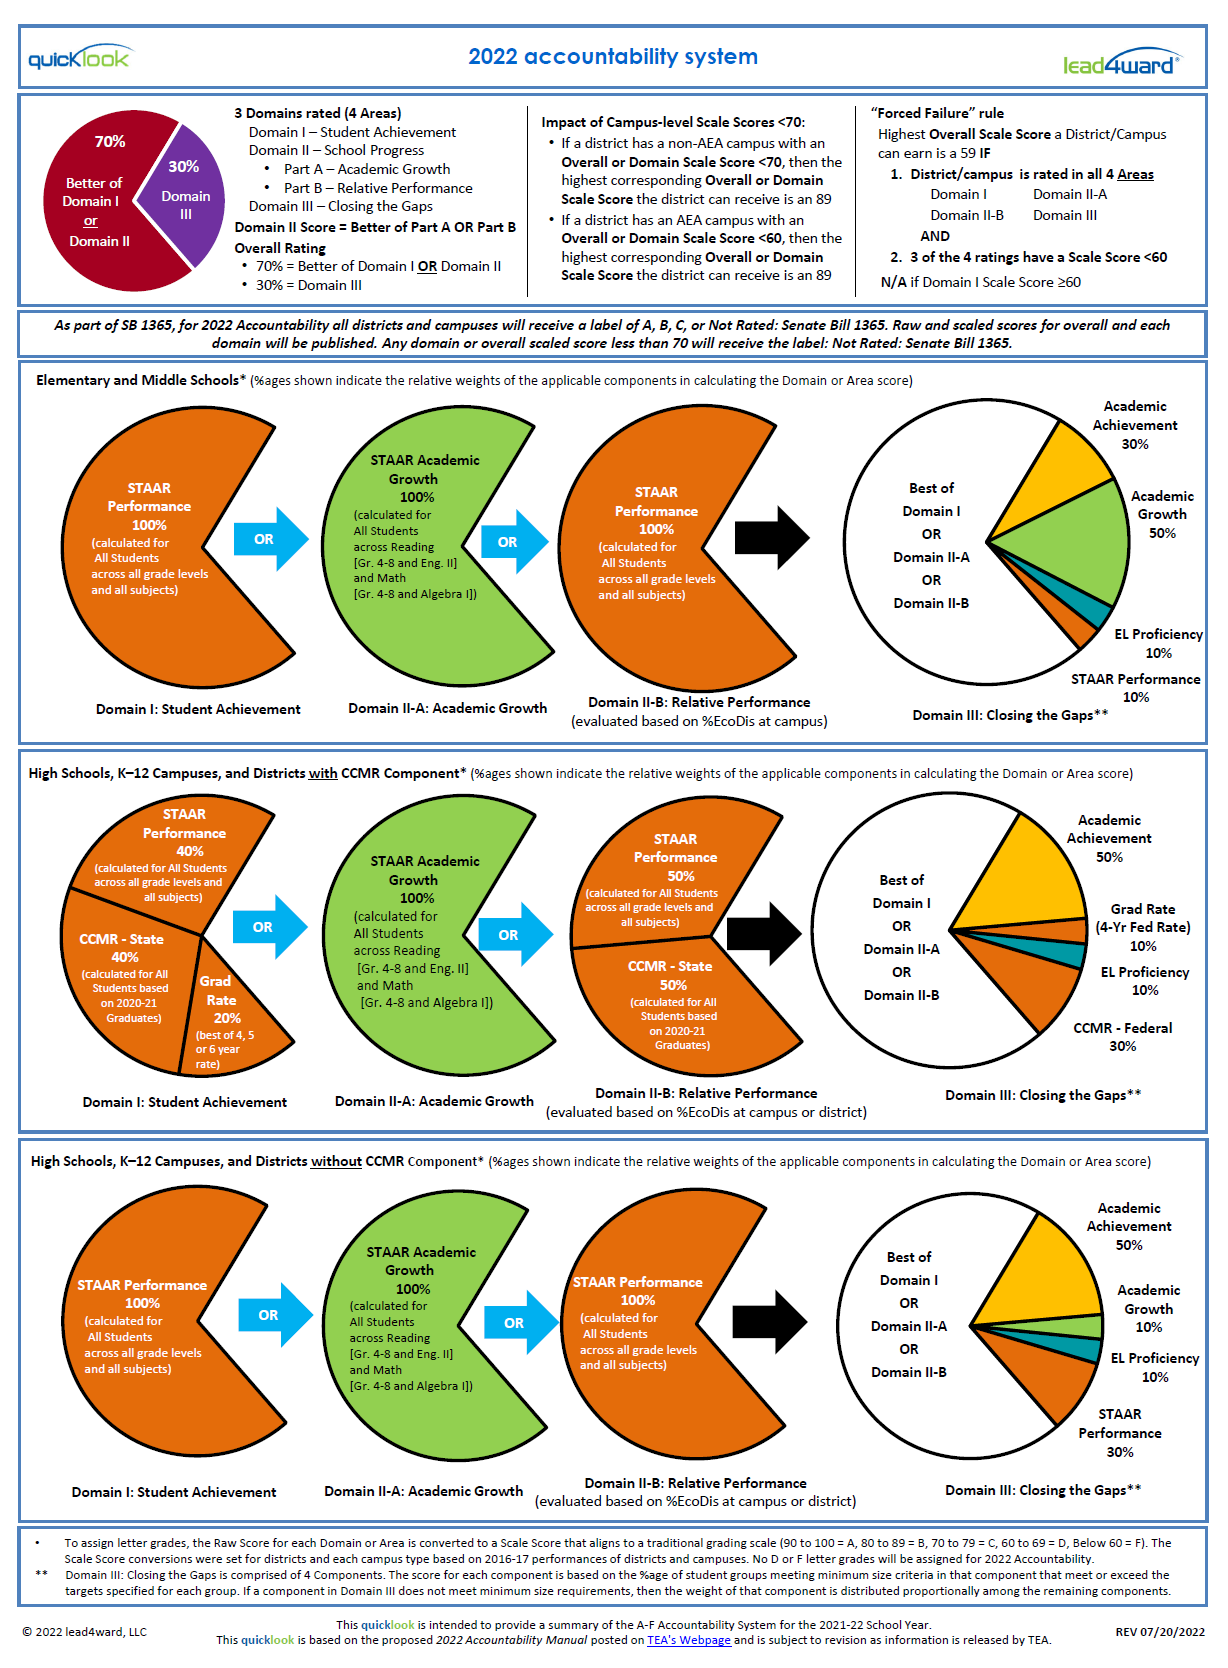 quicklook
2022 accountability system
lead4ward®
70%
Better of
Domain I
or
Domain II
30%
Domain
III
3 Domains rated (4 Areas)
Domain I – Student Achievement
Domain II – School Progress
• Part A – Academic Growth
• Part B – Relative Performance
Domain III – Closing the Gaps
Domain II Score = Better of Part A OR Part B
Overall Rating
• 70% = Better of Domain I OR Domain II
• 30% = Domain III
Impact of Campus-level Scale Scores <70:
• If a district has a non-AEA campus with an
Overall or Domain Scale Score <70, then the
highest corresponding Overall or Domain
Scale Score the district can receive is an 89
• If a district has an AEA campus with an
Overall or Domain Scale Score <60, then the
highest corresponding Overall or Domain
Scale Score the district can receive is an 89
“Forced Failure” rule
Highest Overall Scale Score a District/Campus
can earn is a 59 IF
1. District/campus is rated in all 4 Areas
Domain I Domain II-A
Domain II-B Domain III
AND
2. 3 of the 4 ratings have a Scale Score <60
N/A if Domain I Scale Score ≥60
As part of SB 1365, for 2022 Accountability all districts and campuses will receive a label of A, B, C, or Not Rated: Senate Bill 1365. Raw and scaled scores for overall and each
domain will be published. Any domain or overall scaled score less than 70 will receive the label: Not Rated: Senate Bill 1365.
Elementary and Middle Schools* (%ages shown indicate the relative weights of the applicable components in calculating the Domain or Area score)
STAAR
Performance
100%
(calculated for
All Students
across all grade levels
and all subjects)
OR
STAAR Academic
Growth
100%
(calculated for
All Students
across Reading
[Gr. 4-8 and Eng. II]
and Math
[Gr. 4-8 and Algebra I])
OR
STAAR
Performance
100%
(calculated for
All Students
across all grade levels
and all subjects)
Best of
Domain I
OR
Domain II-A
OR
Domain II-B
Academic
Achievement
30%
Academic
Growth
50%
EL Proficiency
10%
STAAR Performance
10%
Domain I: Student Achievement
Domain II-A: Academic Growth
Domain II-B: Relative Performance
(evaluated based on %EcoDis at campus)
Domain III: Closing the Gaps**
High Schools, K–12 Campuses, and Districts with CCMR Component* (%ages shown indicate the relative weights of the applicable components in calculating the Domain or Area score)
STAAR
Performance
40%
(calculated for All Students
across all grade levels and
all subjects)
CCMR - State
40%
(calculated for All
Students based
on 2020-21
Graduates)
Grad
Rate
20%
(best of 4, 5
or 6 year
rate)
OR
STAAR Academic
Growth
100%
(calculated for
All Students
across Reading
[Gr. 4-8 and Eng. II]
and Math
[Gr. 4-8 and Algebra I])
OR
STAAR
Performance
50%
(calculated for All Students
across all grade levels and
all subjects)
CCMR - State
50%
(calculated for All
Students based
on 2020-21
Graduates)
Best of
Domain I
OR
Domain II-A
OR
Domain II-B
Academic
Achievement
50%
Grad Rate
(4-Yr Fed Rate)
10%
EL Proficiency
10%
CCMR - Federal
30%
Domain I: Student Achievement
Domain II-A: Academic Growth
Domain II-B: Relative Performance
(evaluated based on %EcoDis at campus or district)
Domain III: Closing the Gaps**
High Schools, K–12 Campuses, and Districts without CCMR Component* (%ages shown indicate the relative weights of the applicable components in calculating the Domain or Area score)
STAAR Performance
100%
(calculated for
All Students
across all grade levels
and all subjects)
OR
STAAR Academic
Growth
100%
(calculated for
All Students
across Reading
[Gr. 4-8 and Eng. II]
and Math
[Gr. 4-8 and Algebra I])
OR
STAAR Performance
100%
(calculated for
All Students
across all grade levels
and all subjects)
Best of
Domain I
OR
Domain II-A
OR
Domain II-B
Academic
Achievement
50%
Academic
Growth
10%
EL Proficiency
10%
STAAR
Performance
30%
Domain I: Student Achievement
Domain II-A: Academic Growth
Domain II-B: Relative Performance
(evaluated based on %EcoDis at campus or district)
Domain III: Closing the Gaps**
• To assign letter grades, the Raw Score for each Domain or Area is converted to a Scale Score that aligns to a traditional grading scale (90 to 100 = A, 80 to 89 = B, 70 to 79 = C, 60 to 69 = D, Below 60 = F). The
Scale Score conversions were set for districts and each campus type based on 2016-17 performances of districts and campuses. No D or F letter grades will be assigned for 2022 Accountability.
** Domain III: Closing the Gaps is comprised of 4 Components. The score for each component is based on the %age of student groups meeting minimum size criteria in that component that meet or exceed the
targets specified for each group. If a component in Domain III does not meet minimum size requirements, then the weight of that component is distributed proportionally among the remaining components.
© 2022 lead4ward, LLC
This quicklook is intended to provide a summary of the A-F Accountability System for the 2021-22 School Year.
This quicklook is based on the proposed 2022 Accountability Manual posted on TEA's Webpage and is subject to revision as information is released by TEA.
REV 07/20/2022